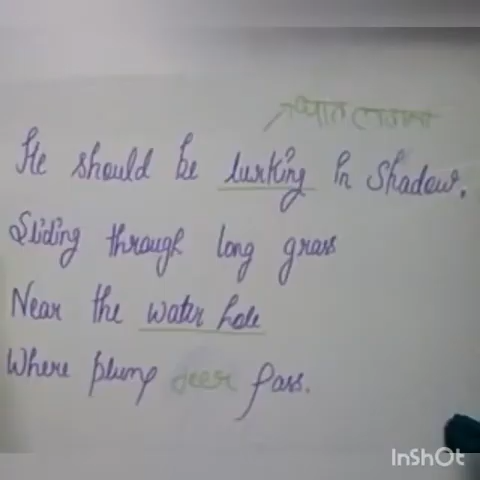 घात लगाना
He should be lurking in Shadow,
Sliding through long grass
Near the water hole
Where plump deer pass.
InShOt